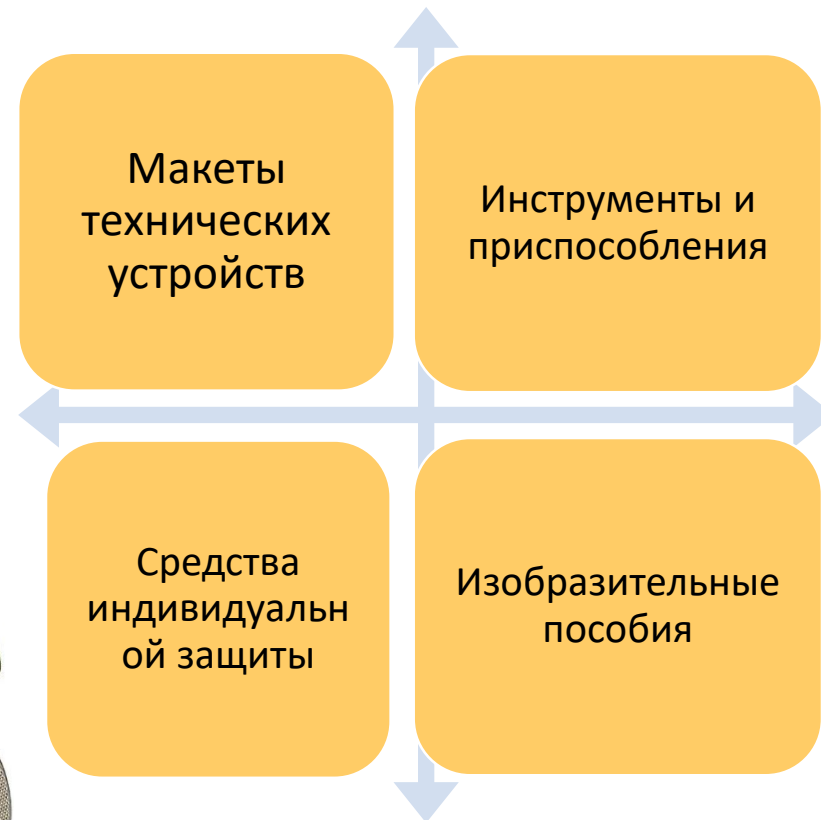 Макеты
технических
устройств
Инструменты и
приспособления
Средства
индивидуальн
ой защиты
Изобразительные
пособия